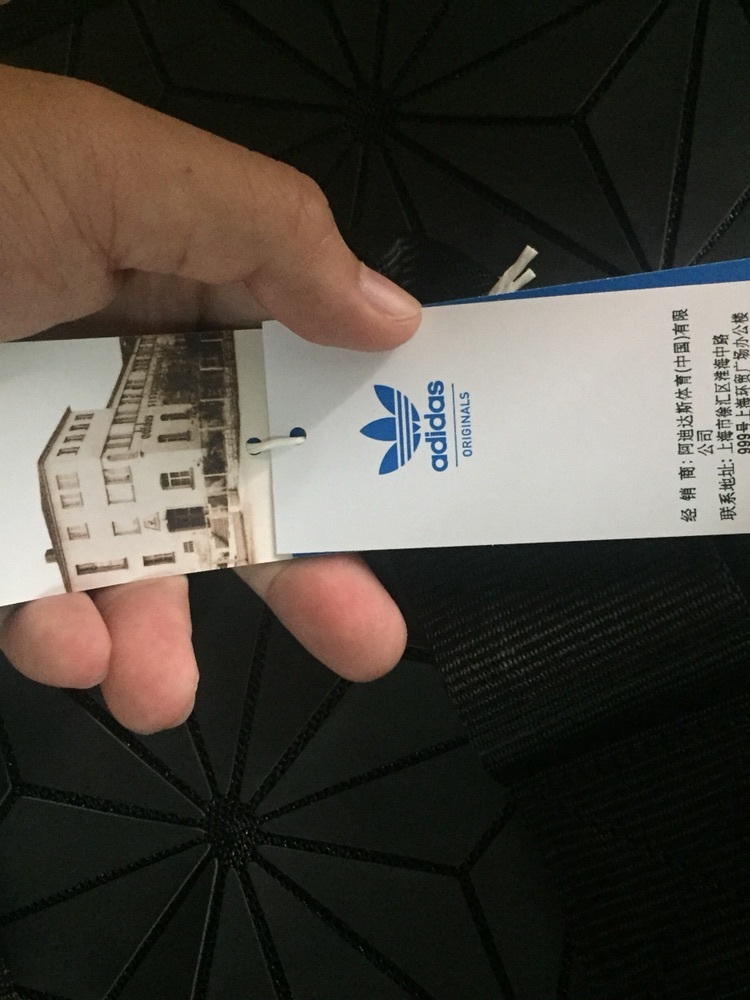 adidas
ORIGINALS
经 销 商: 阿迪达斯体育(中国)有限
公司
联系地址: 上海市徐汇区淮海中路
999号上海环贸广场办公楼
adidas